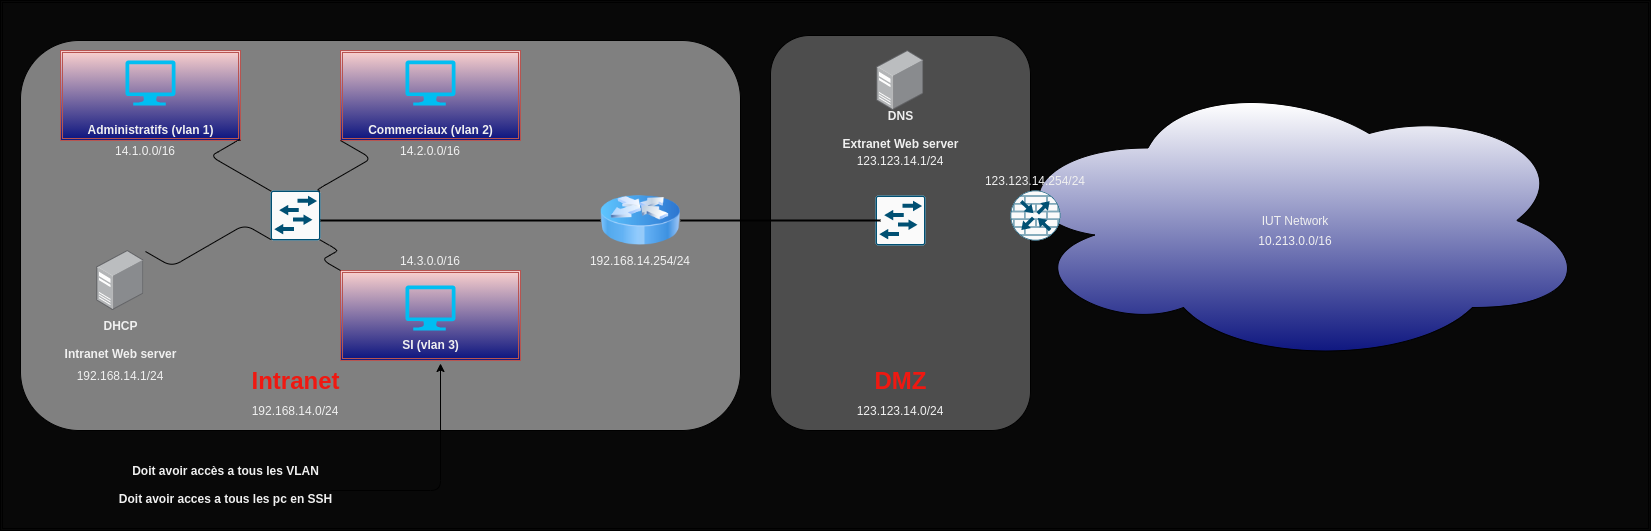 Administratifs (vlan 1)
14.1.0.0/16
Commerciaux (vlan 2)
14.2.0.0/16
192.168.14.254/24
14.3.0.0/16
SI (vlan 3)
DHCP
Intranet Web server
192.168.14.1/24
Intranet
192.168.14.0/24
Doit avoir accès a tous les VLAN
Doit avoir acces a tous les pc en SSH
DNS
Extranet Web server
123.123.14.1/24
123.123.14.254/24
DMZ
123.123.14.0/24
IUT Network
10.213.0.0/16